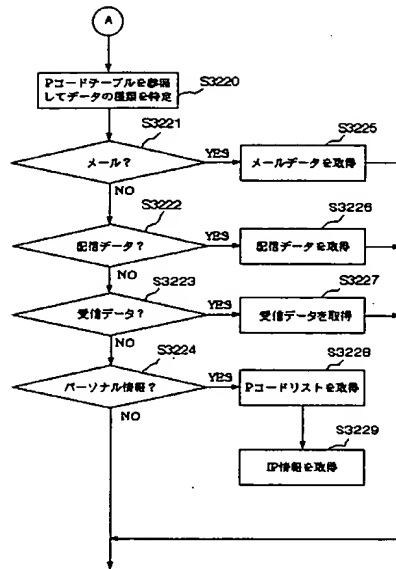 A
Pコードテーブルを参照
してデータの種類を特定
S3220
S3221
メール?
YES
S3225
メールデータを取得
NO
S3222
配信データ?
YES
S3226
配信データを取得
NO
S3223
受信データ?
YES
S3227
受信データを取得
NO
S3224
パーソナル情報?
YES
S3228
Pコードリストを取得
NO
S3229
IP情報を取得